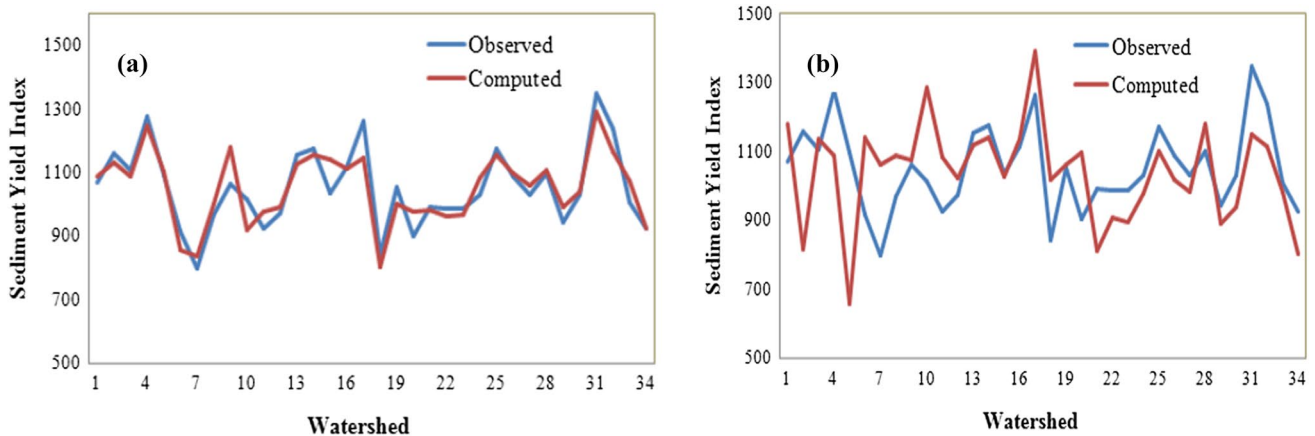 (a)
Observed
Computed
Sediment Yield Index
1500
1300
1100
900
700
500
1 4 7 10 13 16 19 22 25 28 31 34
Watershed
(b)
Observed
Computed
Sediment Yield Index
1500
1300
1100
900
700
500
1 4 7 10 13 16 19 22 25 28 31 34
Watershed